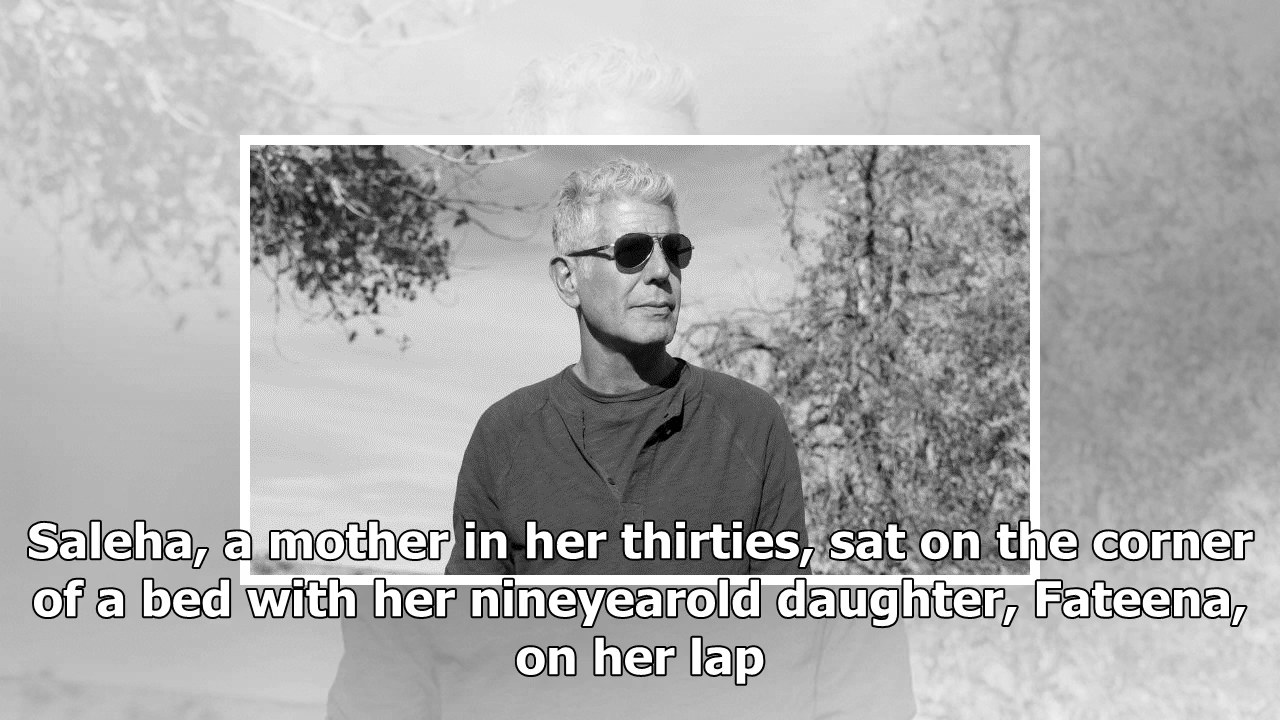 Saleha, a mother in her thirties, sat on the corner
of a bed with her nineyearold daughter, Fateena,
on her lap